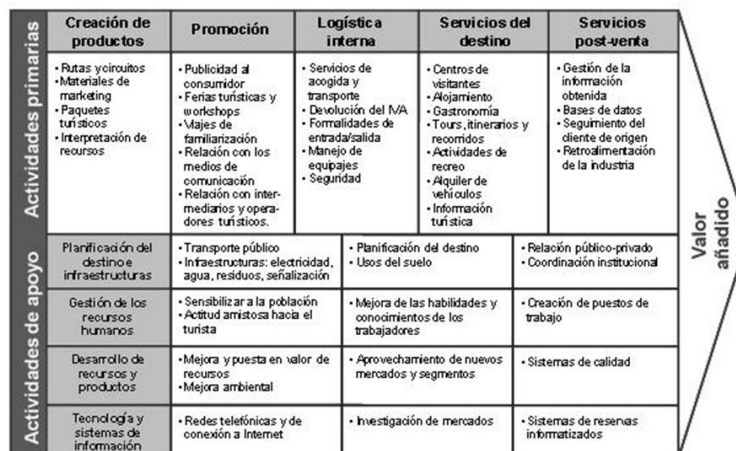 Actividades primarias
Creación de
productos
Promoción
Logística
interna
Servicios del
destino
Servicios
post-venta
• Rutas y circuitos
• Materiales de
marketing
• Paquetes
turísticos
• Interpretación de
recursos
• Publicidad al
consumidor
• Ferias turísticas y
workshops
• Viajes de
familiarización
• Relación con los
medios de
comunicación
• Relación con inter-
mediarios y opera-
dores turísticos.
• Servicios de
acogida y
transporte
• Devolución del IVA
• Formalidades de
entrada/salida
• Manejo de
equipajes
• Seguridad
• Centros de
visitantes
• Alojamiento
• Gastronomía
• Tours, itinerarios y
recorridos
• Actividades de
recreo
• Alquiler de
vehículos
• Información
turística
• Gestión de la
información
obtenida
• Bases de datos
• Seguimiento del
cliente de origen
• Retroalimentación
de la industria
Actividades de apoyo
Planificación del
destino e
infraestructuras
• Transporte público
• Infraestructuras: electricidad,
agua, residuos, señalización
• Planificación del destino
• Usos del suelo
• Relación público-privado
• Coordinación institucional
Gestión de los
recursos
humanos
• Sensibilizar a la población
• Actitud amistosa hacia el
turista
• Mejora de las habilidades y
conocimientos de los
trabajadores
• Creación de puestos de
trabajo
Desarrollo de
recursos y
productos
• Mejora y puesta en valor de
recursos
• Mejora ambiental
• Aprovechamiento de nuevos
mercados y segmentos
• Sistemas de calidad
Tecnología y
sistemas de
información
• Redes telefónicas y de
conexión a Internet
• Investigación de mercados
• Sistemas de reservas
informatizados
Valor
añadido